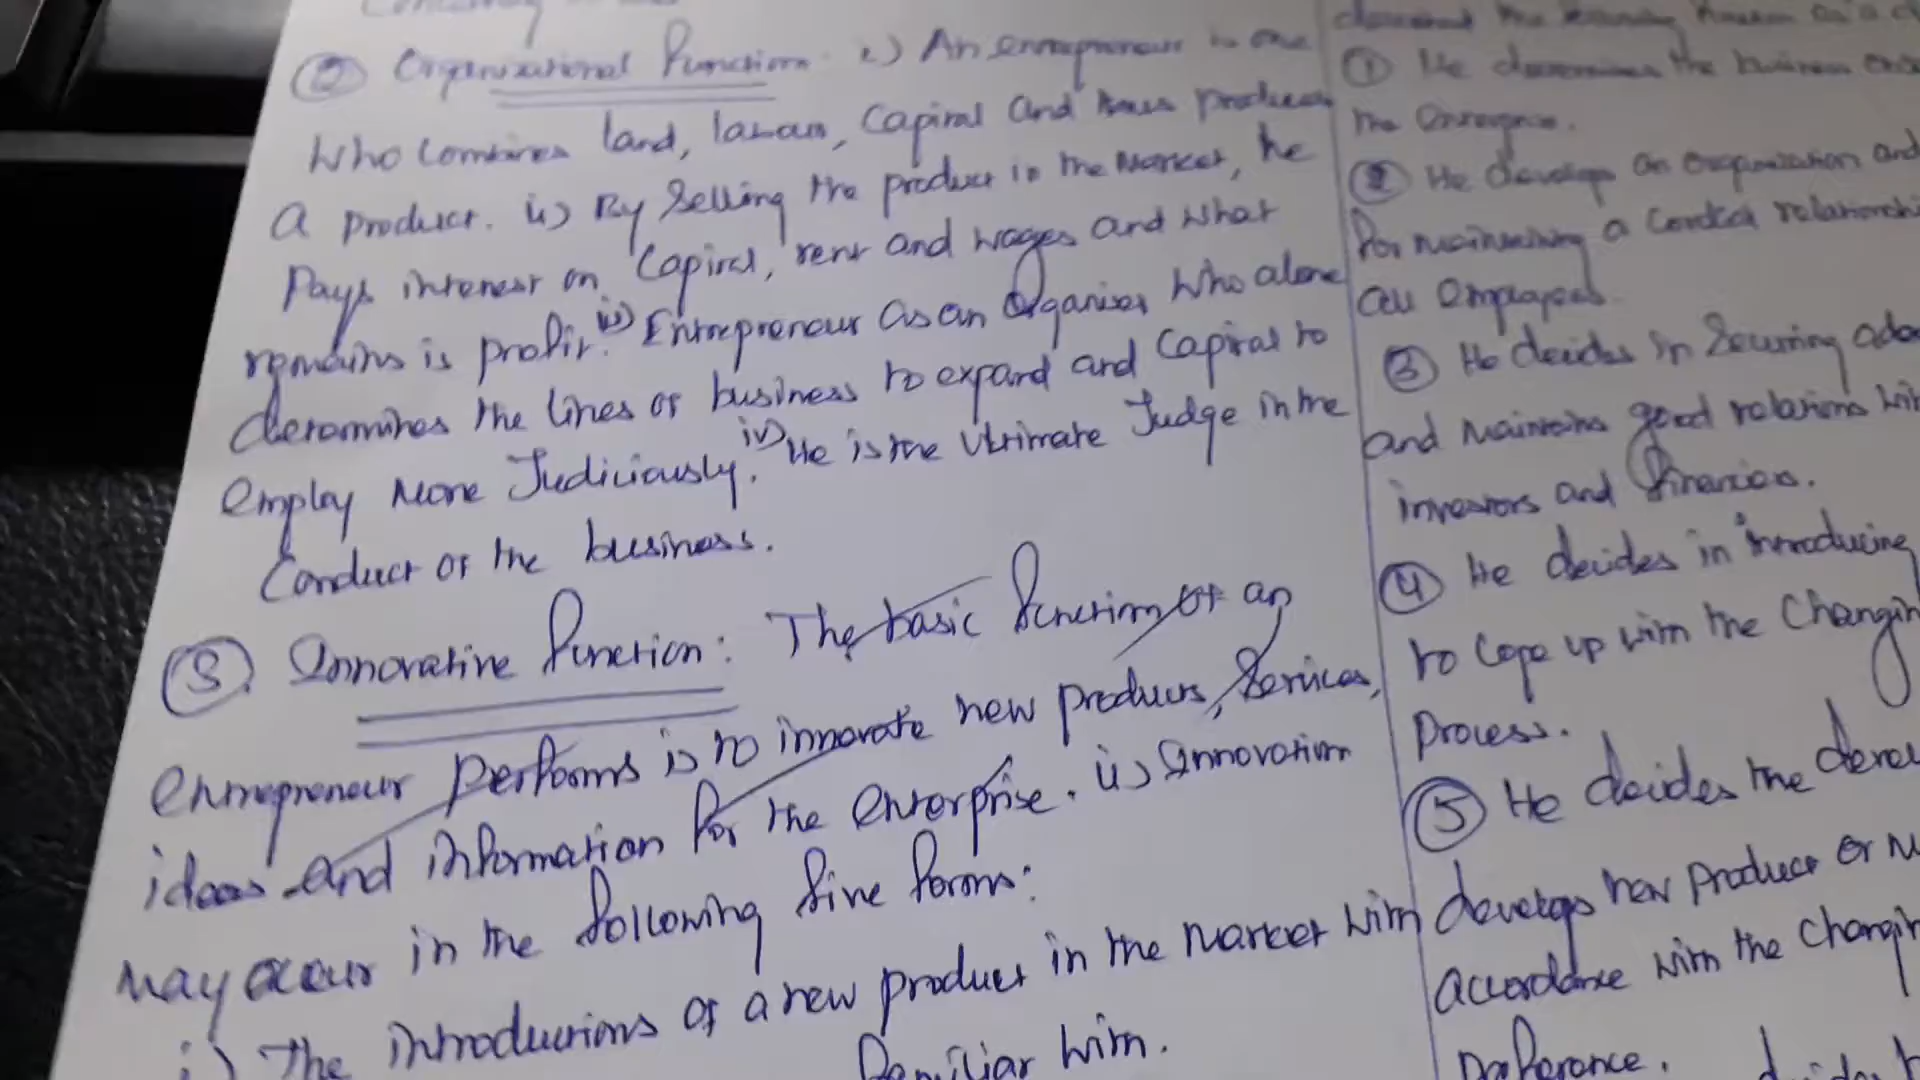 ② Organizational Function: i) An entrepreneur is one
who combines land, labour, capital and thus produces
a product. ii) By selling the product in the market, he
pays interest on capital, rent and wages and what
remains is profit. iii) Entrepreneur as an organiser who alone
determines the lines of business to expand and capital to
employ more Judiciously. iv) He is the Ultimate Judge in the
Conduct of the business.
③. Innovative Function: The basic function of an
entrepreneur performs is to innovate new products, services,
ideas and information for the enterprise. ii) Innovation
may occur in the following five forms:
i) The introductions of a new product in the market with
familiar with.
① He determines the business
the enterprise.
② He develops an organization and
for maintaining a cordial
all employees.
③ He decides in securing
and maintains good relations with
investors and
④ He decides in introducing
to cope up with the changin
process.
⑤ He decides the
develops new product or
accordance with the changin